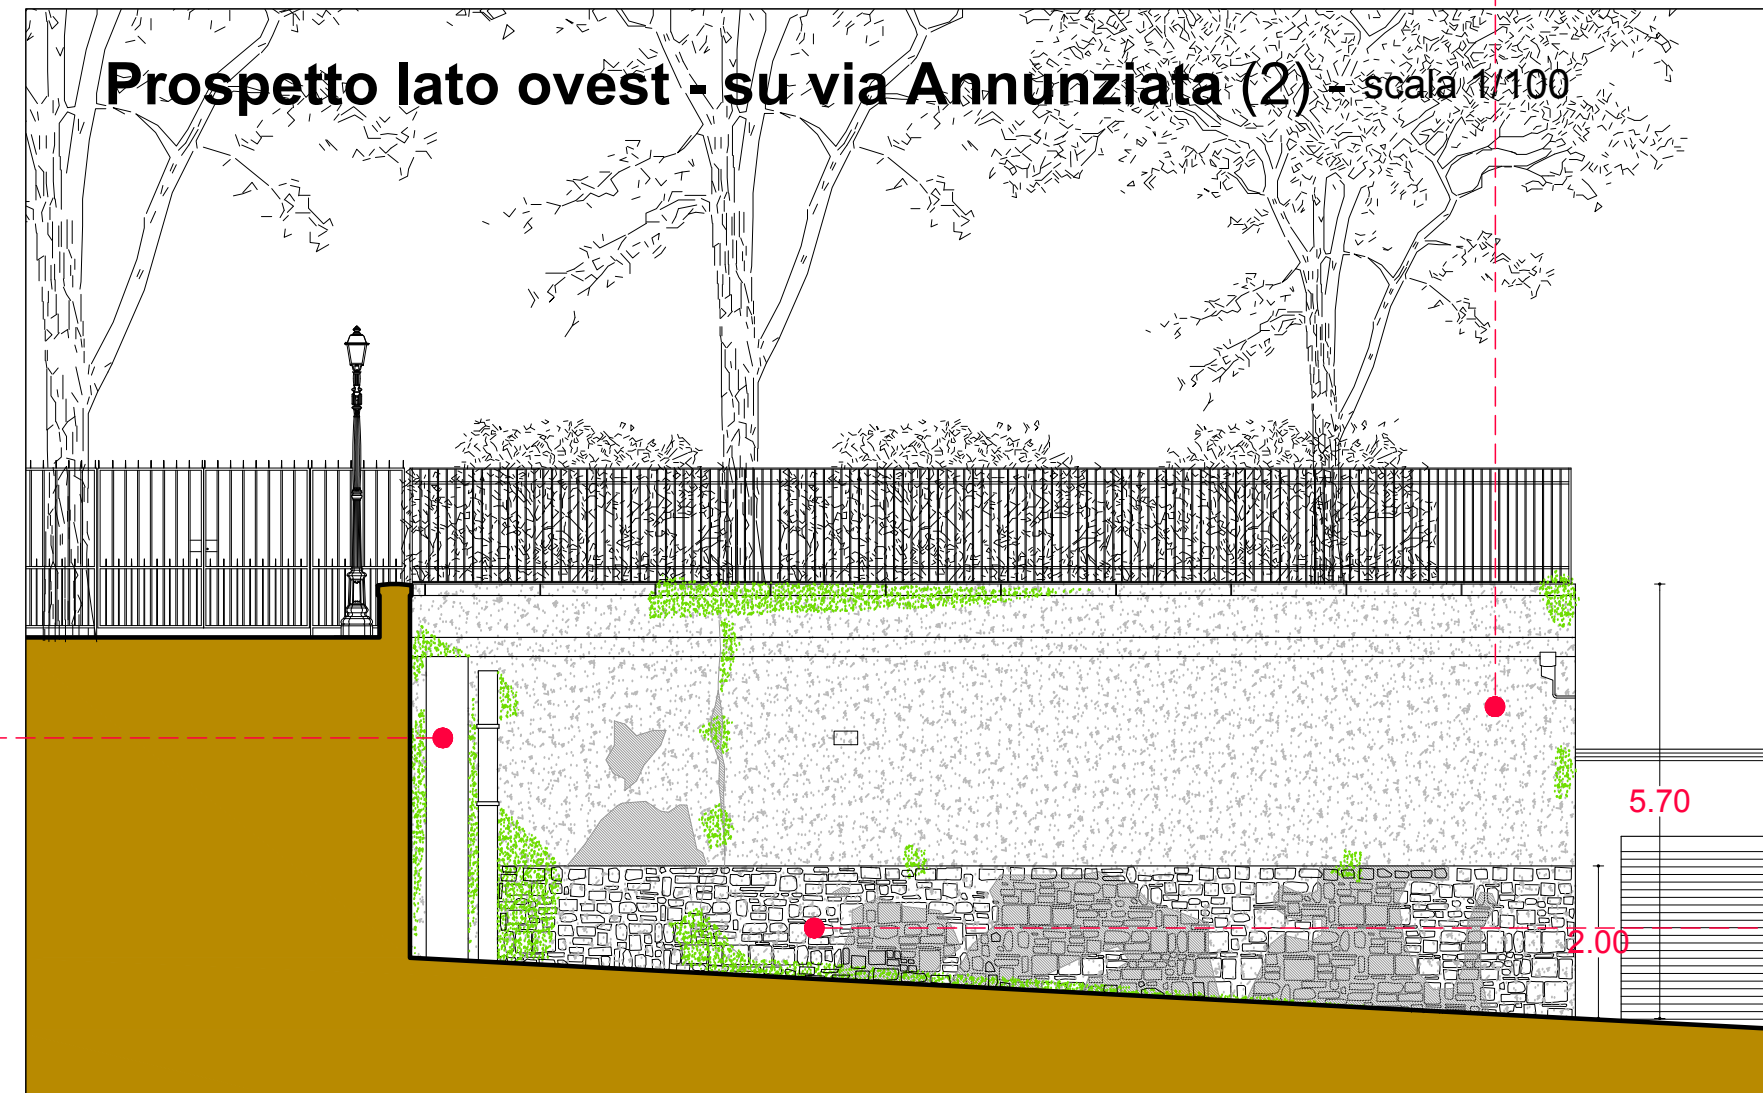 Prospetto lato ovest - su via Annunziata (2) - scala 1/100
5.70
2.00